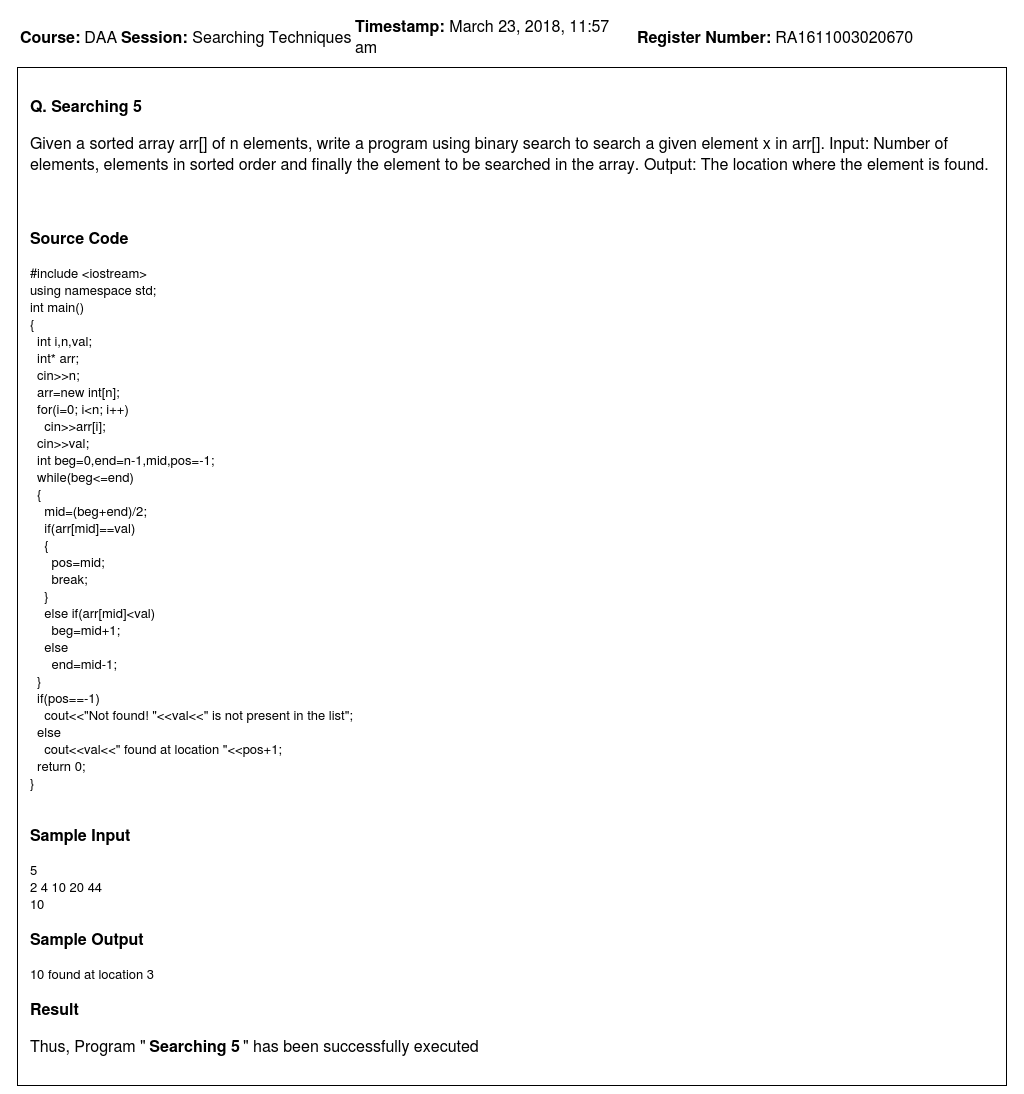 Course: DAA Session: Searching Techniques Timestamp: March 23, 2018, 11:57 am Register Number: RA1611003020670
Q. Searching 5
Given a sorted array arr[] of n elements, write a program using binary search to search a given element x in arr[]. Input: Number of
elements, elements in sorted order and finally the element to be searched in the array. Output: The location where the element is found.
Source Code
#include <iostream>
using namespace std;
int main()
{
  int i,n,val;
  int* arr;
  cin>>n;
  arr=new int[n];
  for(i=0; i<n; i++)
    cin>>arr[i];
  cin>>val;
  int beg=0,end=n-1,mid,pos=-1;
  while(beg<=end)
  {
    mid=(beg+end)/2;
    if(arr[mid]==val)
    {
      pos=mid;
      break;
    }
    else if(arr[mid]<val)
      beg=mid+1;
    else
      end=mid-1;
  }
  if(pos==-1)
    cout<<"Not found! "<<val<<" is not present in the list";
  else
    cout<<val<<" found at location "<<pos+1;
  return 0;
}
Sample Input
5
2 4 10 20 44
10
Sample Output
10 found at location 3
Result
Thus, Program " Searching 5 " has been successfully executed